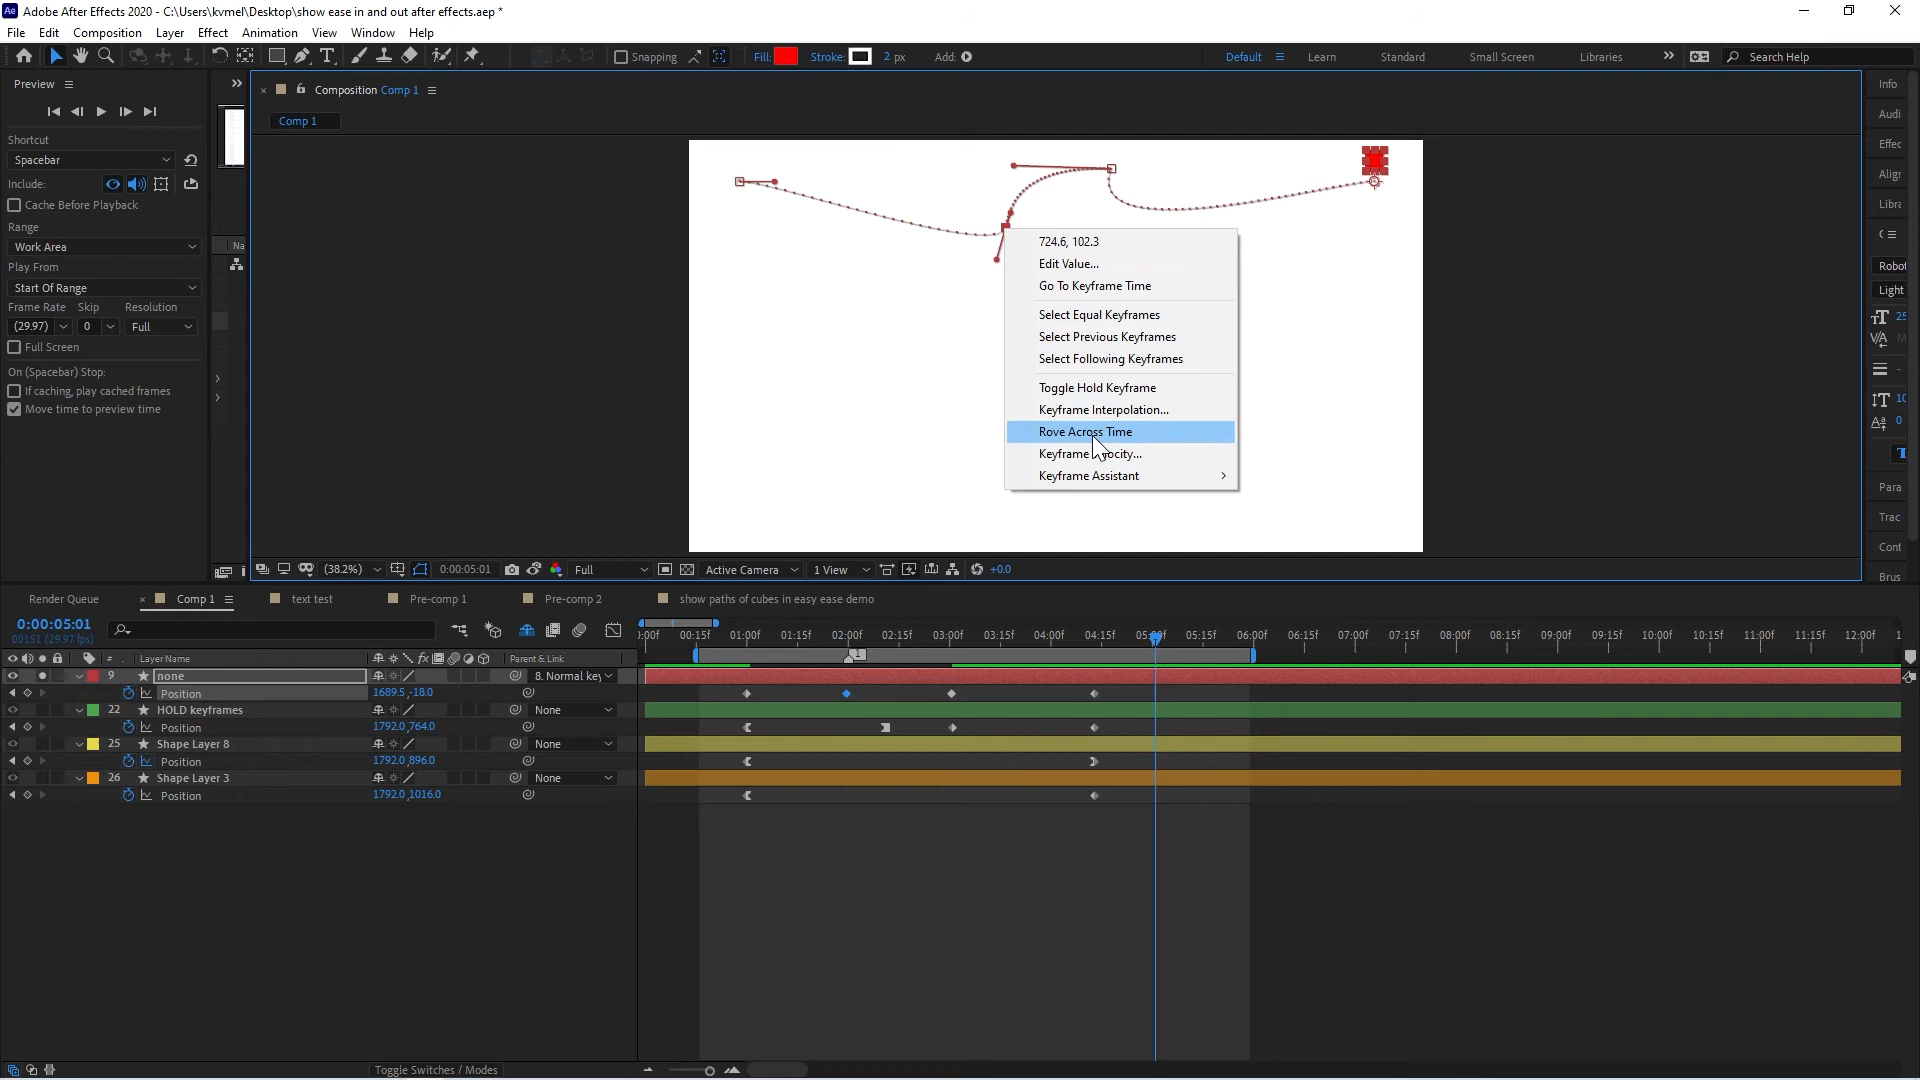 Ae Adobe After Effects 2020 - C:\Users\kvmel\Desktop\show ease in and out after effects.aep *
File Edit Composition Layer Effect Animation View Window Help
Snapping Fill: Stroke: 2 px Add: Default Learn Standard Small Screen Libraries Search Help
Preview
Composition Comp 1
Comp 1
Info
Audi
Effec
Align
Libra
Robot
Light
Para
Trac
Cont
Brus
Shortcut
Spacebar
Include:
Cache Before Playback
Range
Work Area
Play From
Start Of Range
Frame Rate Skip Resolution
(29.97) 0 Full
Full Screen
On (Spacebar) Stop:
If caching, play cached frames
Move time to preview time
Na
724.6, 102.3
Edit Value...
Go To Keyframe Time
Select Equal Keyframes
Select Previous Keyframes
Select Following Keyframes
Toggle Hold Keyframe
Keyframe Interpolation...
Rove Across Time
Keyframe
Keyframe Assistant
(38.2%) 0:00:05:01 Full Active Camera 1 View +0.0
Render Queue Comp 1 text test Pre-comp 1 Pre-comp 2 show paths of cubes in easy ease demo
0:00:05:01
00151 (29.97 fps)
:00f 00:15f 01:00f 01:15f 02:00f 02:15f 03:00f 03:15f 04:00f 04:15f 05:15f 06:00f 06:15f 07:00f 07:15f 08:00f 08:15f 09:00f 09:15f 10:00f 10:15f 11:00f 11:15f 12:00f
1
# Layer Name fx Parent & Link
9 none 8. Normal key
Position 1689.5,-18.0
22 HOLD keyframes None
Position 1792.0,764.0
25 Shape Layer 8 None
Position 1792.0,896.0
26 Shape Layer 3 None
Position 1792.0,1016.0
Toggle Switches / Modes